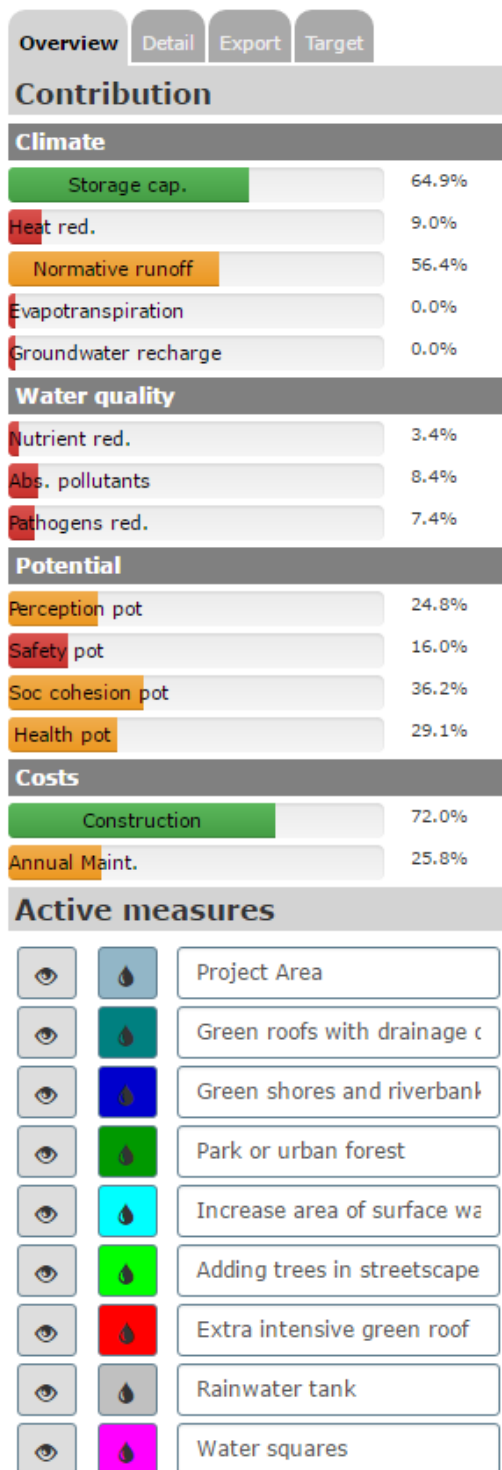 Overview Detail Export Target
Contribution
Climate
Storage cap. 64.9%
Heat red. 9.0%
Normative runoff 56.4%
Evapotranspiration 0.0%
Groundwater recharge 0.0%
Water quality
Nutrient red. 3.4%
Abs. pollutants 8.4%
Pathogens red. 7.4%
Potential
Perception pot 24.8%
Safety pot 16.0%
Soc cohesion pot 36.2%
Health pot 29.1%
Costs
Construction 72.0%
Annual Maint. 25.8%
Active measures
Project Area
Green roofs with drainage
Green shores and riverbank
Park or urban forest
Increase area of surface wa
Adding trees in streetscape
Extra intensive green roof
Rainwater tank
Water squares